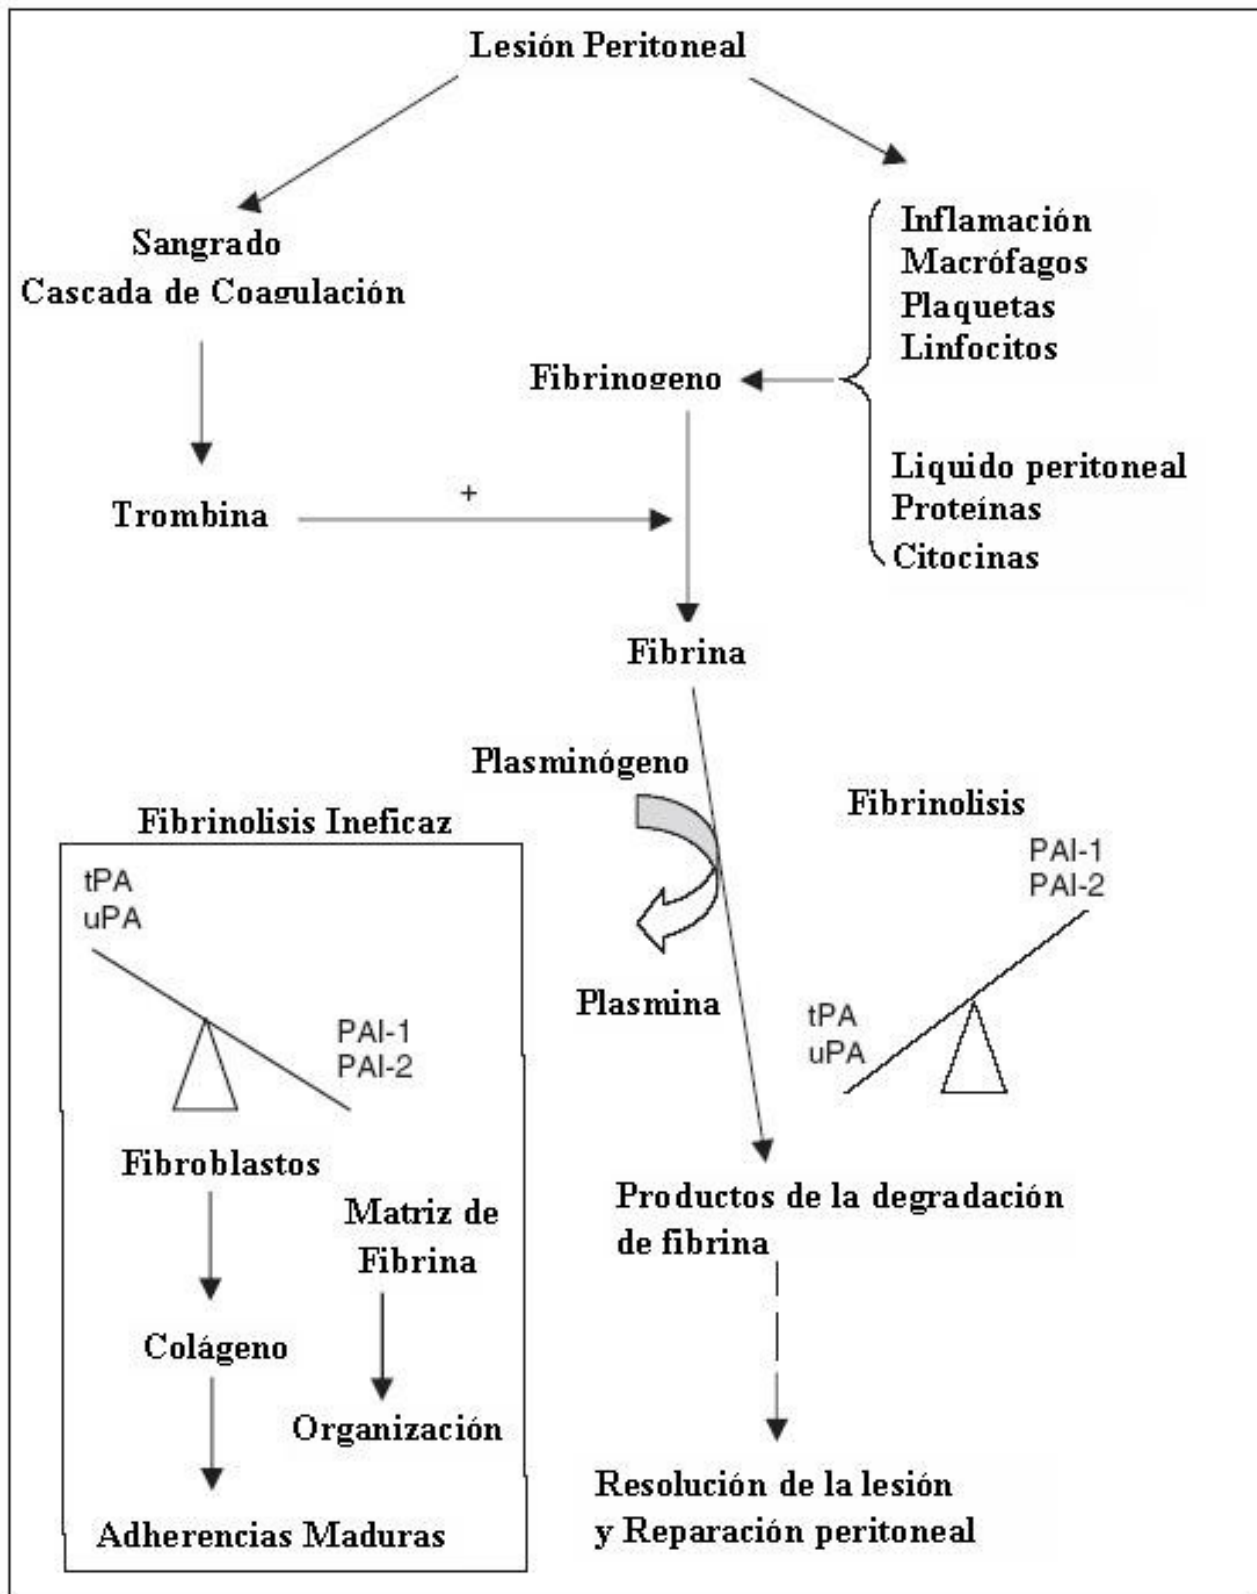 Lesión Peritoneal
Sangrado
Cascada de Coagulación
Inflamación
Macrófagos
Plaquetas
Linfocitos
Fibrinogeno
Liquido peritoneal
Proteínas
Citocinas
+
Trombina
Fibrina
Plasminógeno
Plasmina
Fibrinolisis
PAI-1
PAI-2
tPA
uPA
Fibrinolisis Ineficaz
tPA
uPA
PAI-1
PAI-2
Fibroblastos
Matriz de
Fibrina
Colágeno
Organización
Adherencias Maduras
Productos de la degradación
de fibrina
Resolución de la lesión
y Reparación peritoneal